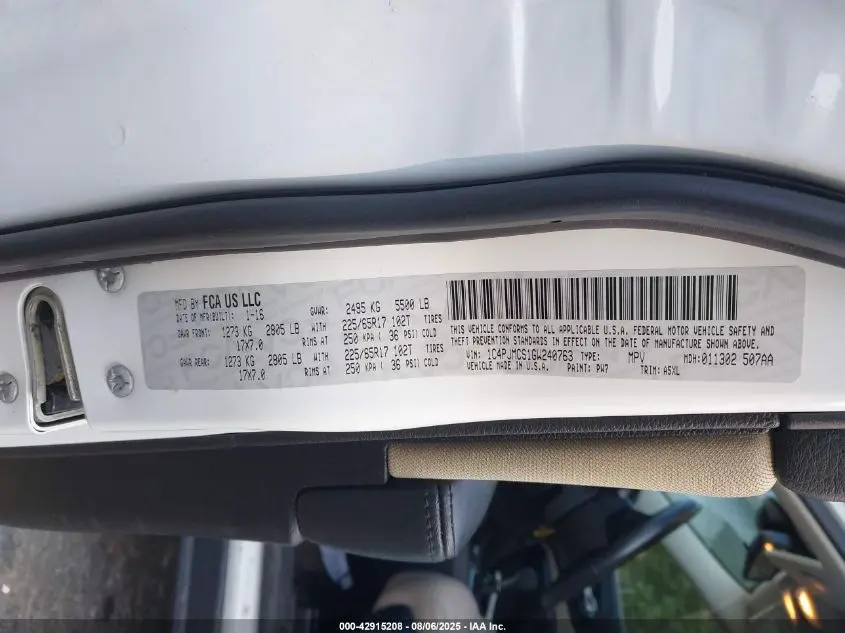 MFD BY FCA US LLC
DATE OF MFR(BUILT): 1-16 GVWR: 2495 KG 5500 LB
GAWR FRONT: 1273 KG 2805 LB WITH 225/65R17 102T TIRES
17X7.0 RIMS AT 250 KPA ( 36 PSI) COLD
GAWR REAR: 1273 KG 2805 LB WITH 225/65R17 102T TIRES
17X7.0 RIMS AT 250 KPA ( 36 PSI) COLD
THIS VEHICLE CONFORMS TO ALL APPLICABLE U.S.A. FEDERAL MOTOR VEHICLE SAFETY AND
THEFT PREVENTION STANDARDS IN EFFECT ON THE DATE OF MANUFACTURE SHOWN ABOVE.
VIN: 1C4PJMCS1GW240763 TYPE: MPV MDH: 011302 507AA
VEHICLE MADE IN U.S.A. PAINT: PW7 TRIM: A5XL
000-42915208 - 08/06/2025 - IAA Inc.